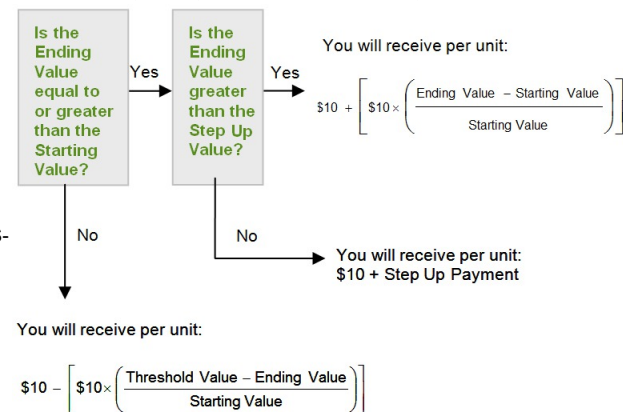 Is the
Ending
Value
equal to
or greater
than the
Starting
Value?
Yes
Is the
Ending
Value
greater
than the
Step Up
Value?
Yes
You will receive per unit:
$10 + [ $10 × ( Ending Value – Starting Value
Starting Value ) ]
No
No
You will receive per unit:
$10 + Step Up Payment
You will receive per unit:
$10 – [ $10× ( Threshold Value – Ending Value
Starting Value ) ]